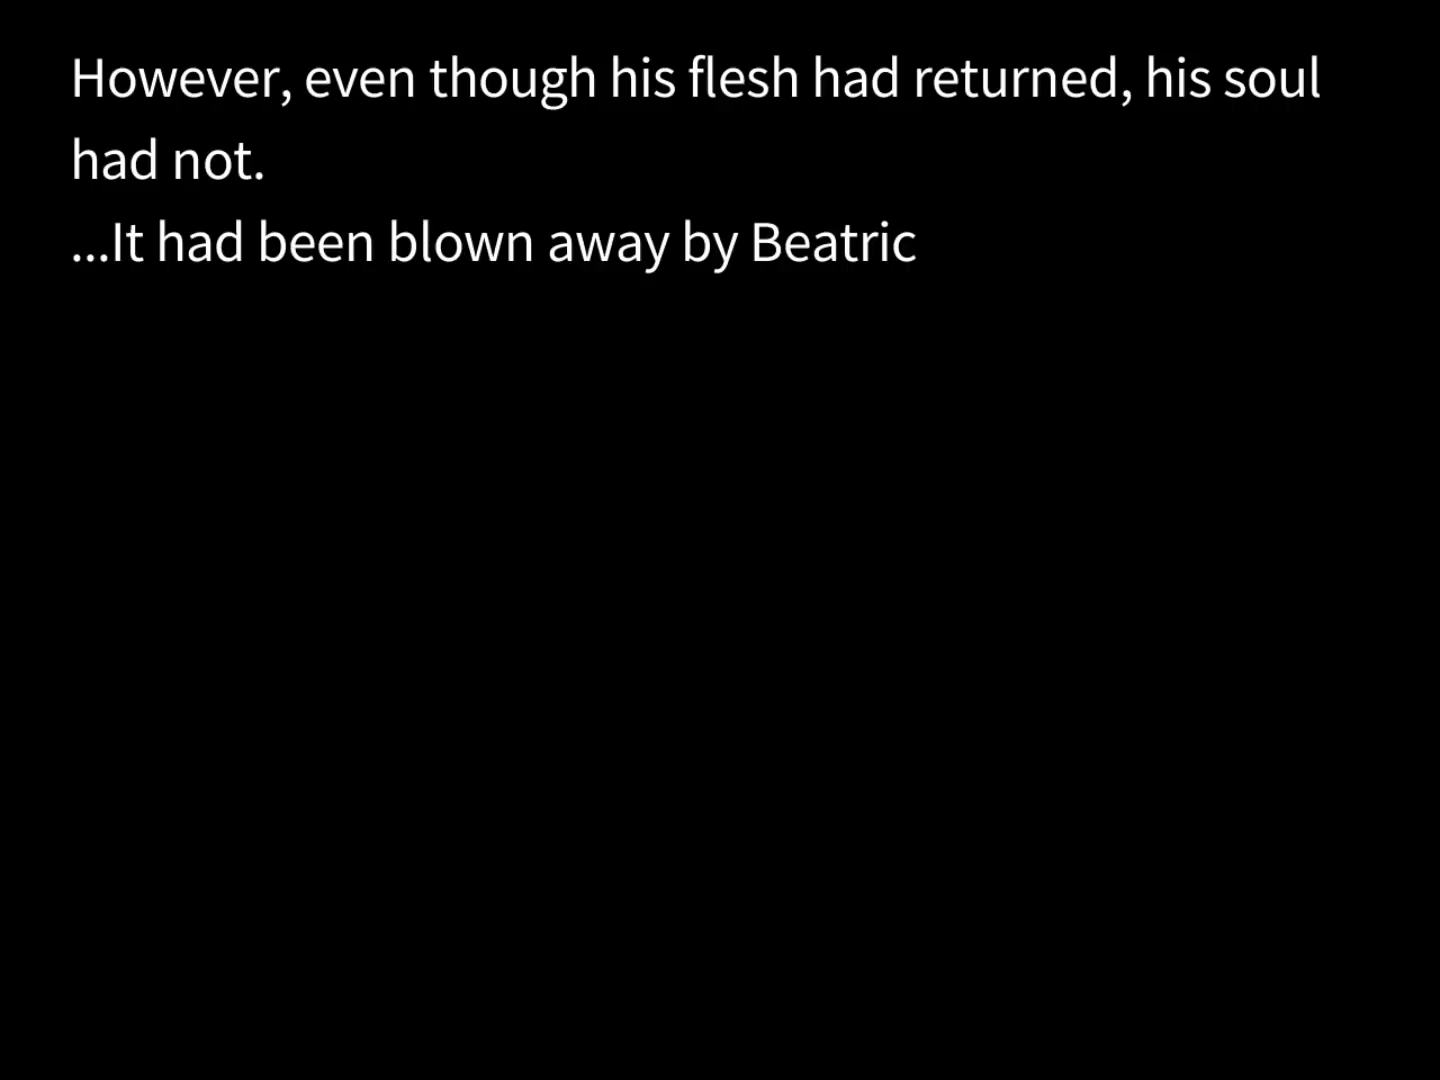 However, even though his flesh had returned, his soul
had not.
...It had been blown away by Beatric